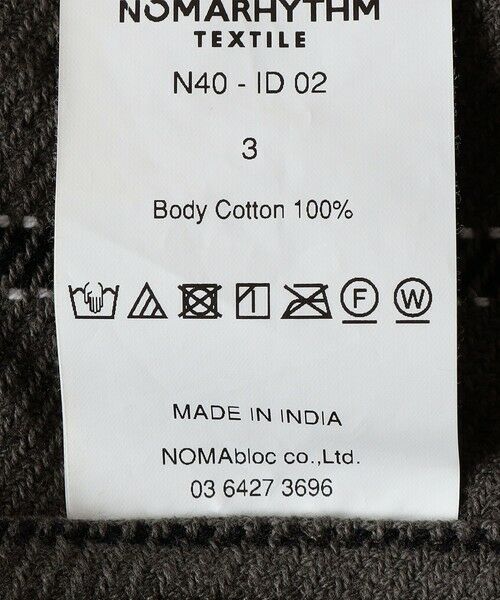 NOMARHYTHM
TEXTILE
N40 - ID 02
3
Body Cotton 100%
F W
MADE IN INDIA
NOMAbloc co.,Ltd.
03 6427 3696